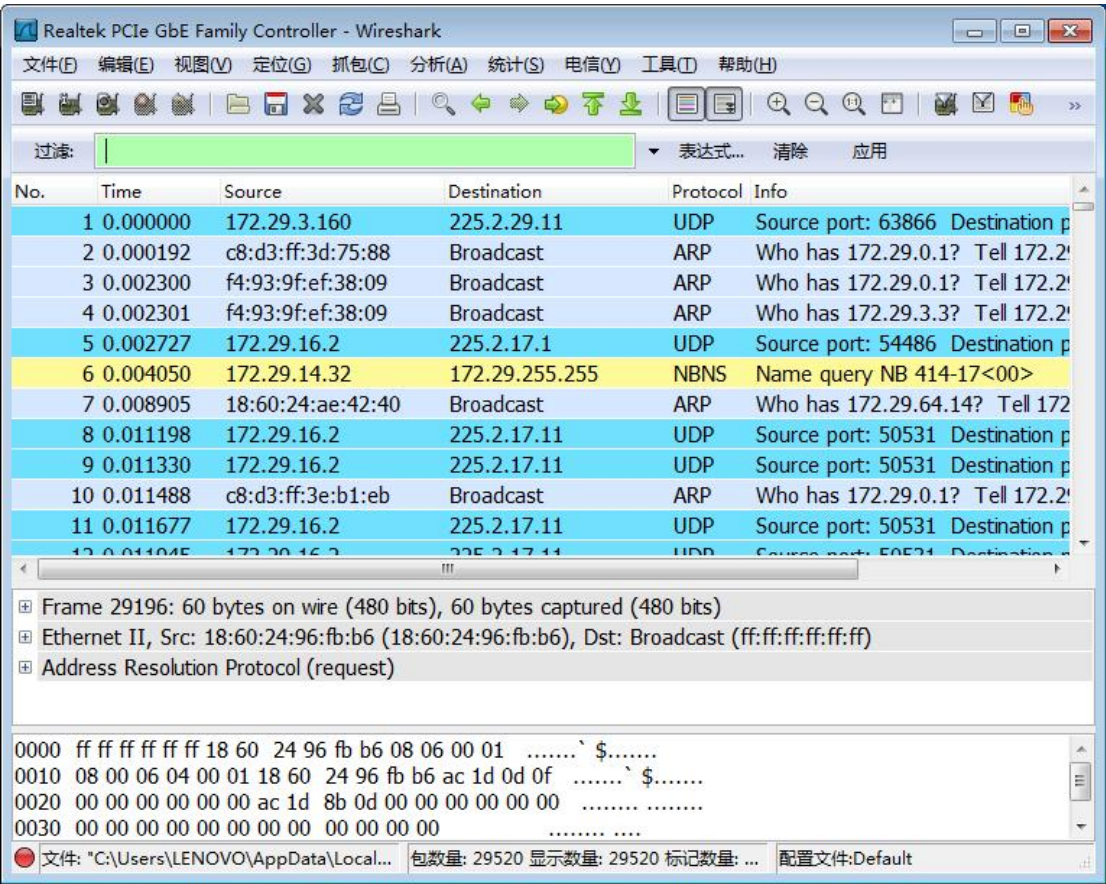 Realtek PCIe GbE Family Controller - Wireshark
文件(F) 编辑(E) 视图(V) 定位(G) 抓包(C) 分析(A) 统计(S) 电信(Y) 工具(T) 帮助(H)
过滤: 表达式... 清除 应用
No. Time Source Destination Protocol Info
1 0.000000 172.29.3.160 225.2.29.11 UDP Source port: 63866 Destination p
2 0.000192 c8:d3:ff:3d:75:88 Broadcast ARP Who has 172.29.0.1? Tell 172.29
3 0.002300 f4:93:9f:ef:38:09 Broadcast ARP Who has 172.29.0.1? Tell 172.29
4 0.002301 f4:93:9f:ef:38:09 Broadcast ARP Who has 172.29.3.3? Tell 172.29
5 0.002727 172.29.16.2 225.2.17.1 UDP Source port: 54486 Destination p
6 0.004050 172.29.14.32 172.29.255.255 NBNS Name query NB 414-17<00>
7 0.008905 18:60:24:ae:42:40 Broadcast ARP Who has 172.29.64.14? Tell 172
8 0.011198 172.29.16.2 225.2.17.11 UDP Source port: 50531 Destination p
9 0.011330 172.29.16.2 225.2.17.11 UDP Source port: 50531 Destination p
10 0.011488 c8:d3:ff:3e:b1:eb Broadcast ARP Who has 172.29.0.1? Tell 172.29
11 0.011677 172.29.16.2 225.2.17.11 UDP Source port: 50531 Destination p
12 0.011945 172.29.16.2 225.2.17.11 UDP Source port: 50531 Destination p
Frame 29196: 60 bytes on wire (480 bits), 60 bytes captured (480 bits)
Ethernet II, Src: 18:60:24:96:fb:b6 (18:60:24:96:fb:b6), Dst: Broadcast (ff:ff:ff:ff:ff:ff)
Address Resolution Protocol (request)
0000 ff ff ff ff ff ff 18 60 24 96 fb b6 08 06 00 01 .......` $.......
0010 08 00 06 04 00 01 18 60 24 96 fb b6 ac 1d 0d 0f .......` $.......
0020 00 00 00 00 00 00 ac 1d 8b 0d 00 00 00 00 00 00 ........ ........
0030 00 00 00 00 00 00 00 00 00 00 00 00 ........ ....
文件: "C:\Users\LENOVO\AppData\Local... 包数量: 29520 显示数量: 29520 标记数量: ... 配置文件:Default